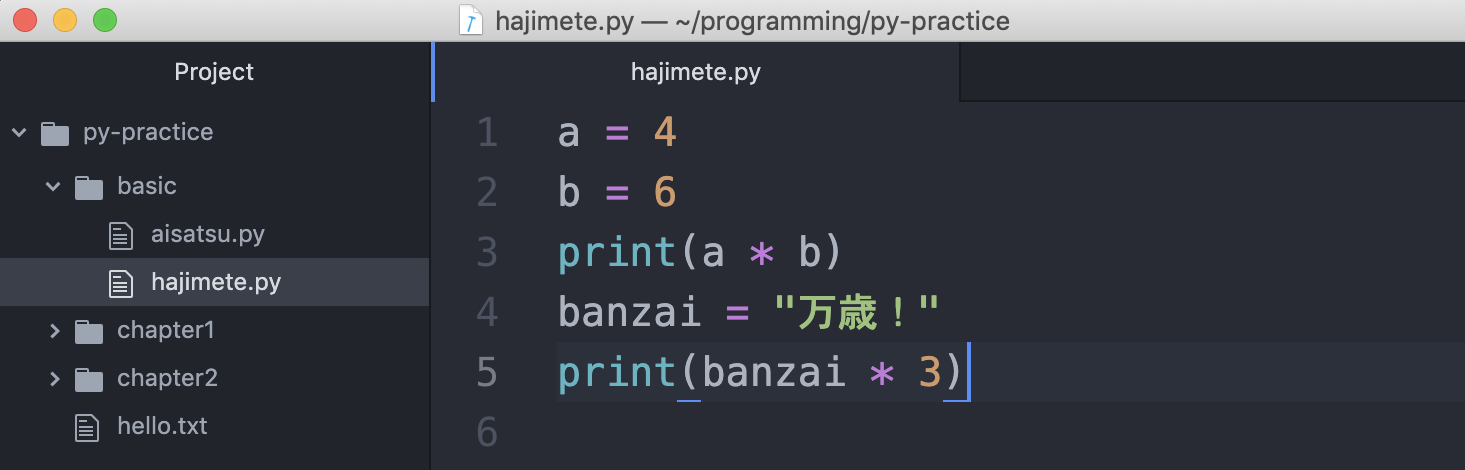 hajimete.py — ~/programming/py-practice
Project
py-practice
basic
aisatsu.py
hajimete.py
chapter1
chapter2
hello.txt
hajimete.py
1 a = 4
2 b = 6
3 print(a * b)
4 banzai = "万歳！"
5 print(banzai * 3)
6